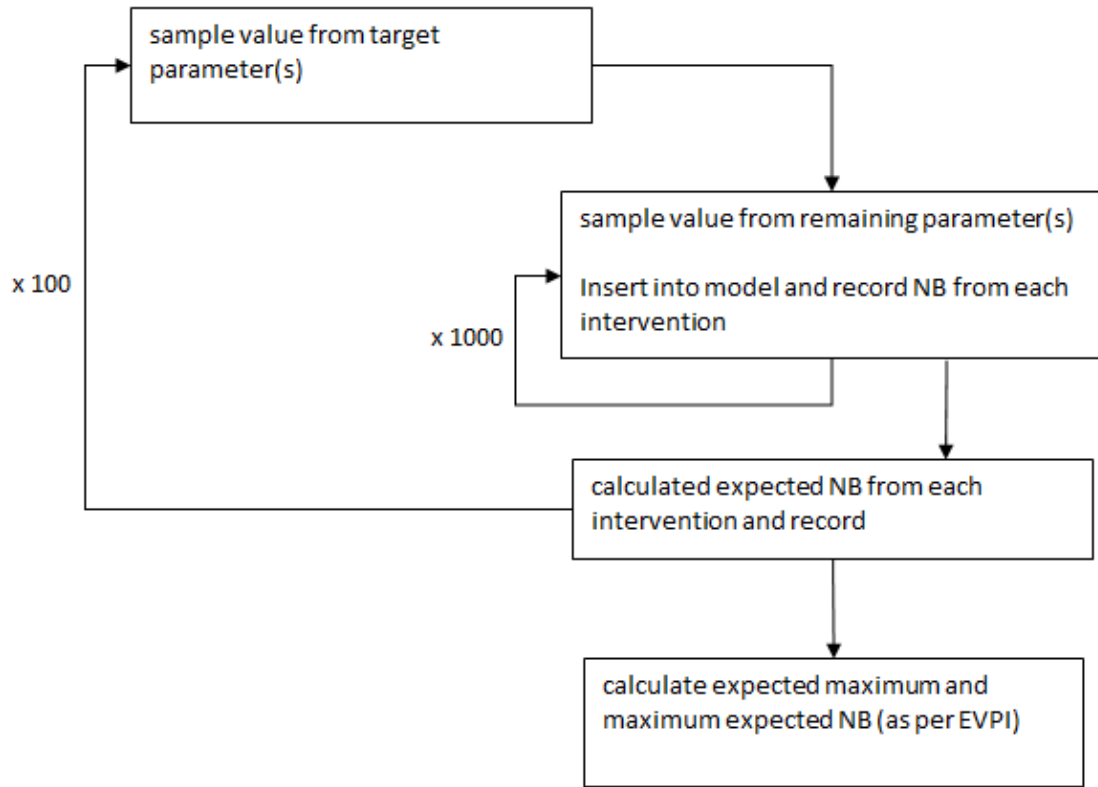 sample value from target
parameter(s)
sample value from remaining parameter(s)
Insert into model and record NB from each
intervention
x 100
x 1000
calculated expected NB from each
intervention and record
calculate expected maximum and
maximum expected NB (as per EVPI)